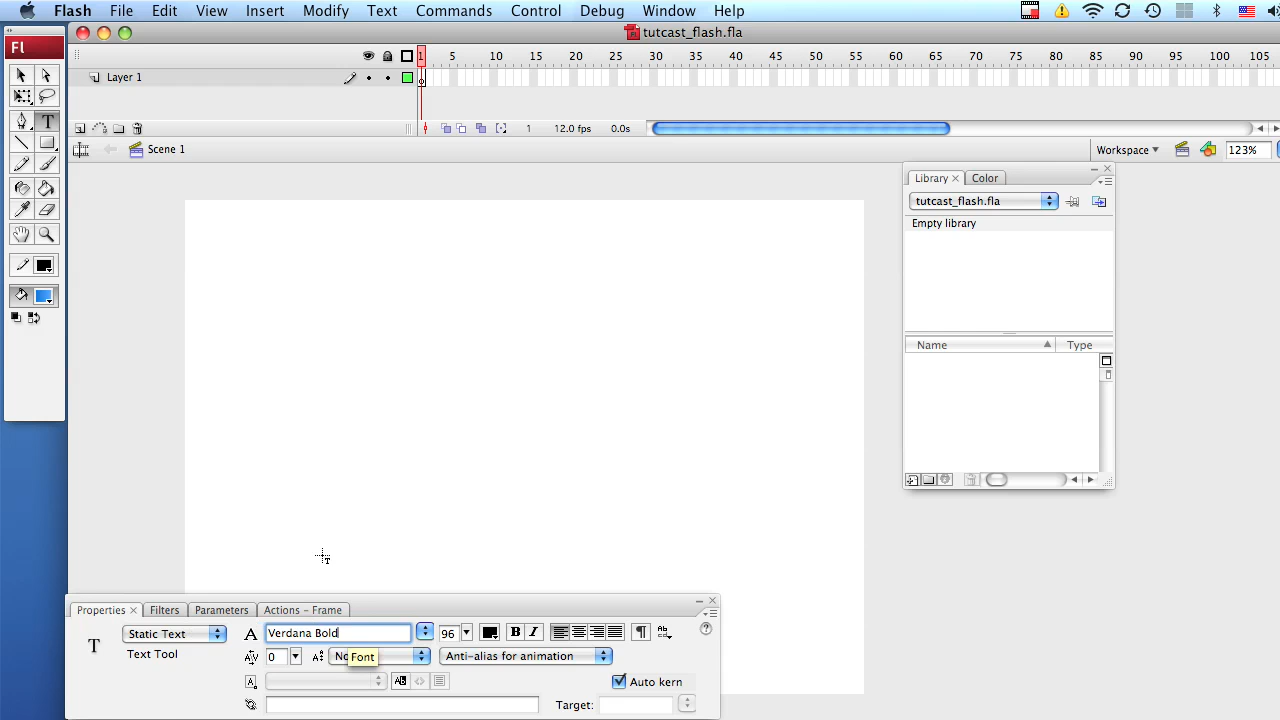 Flash File Edit View Insert Modify Text Commands Control Debug Window Help
tutcast_flash.fla
Fl
1 5 10 15 20 25 30 35 40 45 50 55 60 65 70 75 80 85 90 95 100 105
Layer 1
1 12.0 fps 0.0s
Scene 1
Workspace 123%
Library Color
tutcast_flash.fla
Empty library
Name Type
Properties Filters Parameters Actions - Frame
Static Text A Verdana Bold 96 B I
T Text Tool
AV 0 No Anti-alias for animation
Font
Auto kern
Target: